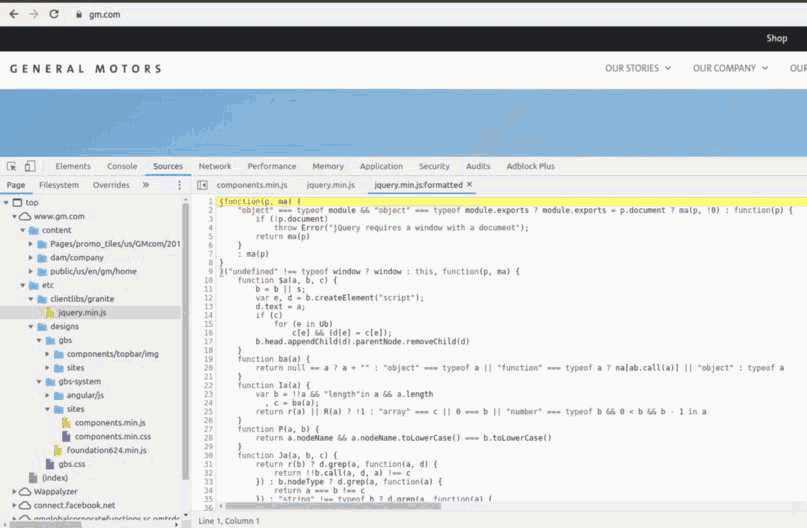 gm.com
Shop
GENERAL MOTORS
OUR STORIES
OUR COMPANY
OUR
Elements Console Sources Network Performance Memory Application Security Audits Adblock Plus
Page Filesystem Overrides »
components.min.js jquery.min.js jquery.min.js:formatted ×
top
www.gm.com
content
Pages/promo_tiles/us/GMcom/201
dam/company
public/us/en/gm/home
etc
clientlibs/granite
jquery.min.js
designs
gbs
components/topbar/img
sites
gbs-system
angular/js
sites
components.min.js
components.min.css
foundation624.min.js
gbs.css
(index)
Wappalyzer
connect.facebook.net
1 !function(p, ma) {
2 "object" === typeof module && "object" === typeof module.exports ? module.exports = p.document ? ma(p, !0) : function(p) {
3 if (!p.document)
4 throw Error("jQuery requires a window with a document");
5 return ma(p)
6 }
7 : ma(p)
8 }
9 }("undefined" !== typeof window ? window : this, function(p, ma) {
10 function $a(a, b, c) {
11 b = b || s;
12 var e, d = b.createElement("script");
13 d.text = a;
14 if (c)
15 for (e in Ub)
16 c[e] && (d[e] = c[e]);
17 b.head.appendChild(d).parentNode.removeChild(d)
18 }
19 function ba(a) {
20 return null == a ? a + "" : "object" === typeof a || "function" === typeof a ? na[ab.call(a)] || "object" : typeof a
21 }
22 function Ia(a) {
23 var b = !!a && "length"in a && a.length
24 , c = ba(a);
25 return r(a) || R(a) ? !1 : "array" === c || 0 === b || "number" === typeof b && 0 < b && b - 1 in a
26 }
27 function P(a, b) {
28 return a.nodeName && a.nodeName.toLowerCase() === b.toLowerCase()
29 }
30 function Ja(a, b, c) {
31 return r(b) ? d.grep(a, function(a, d) {
32 return !!b.call(a, d, a) !== c
33 }) : b.nodeType ? d.grep(a, function(a) {
34 return a === b !== c
35 }) : "string" !== typeof b ? d.grep(a, function(a) {
36
Line 1, Column 1